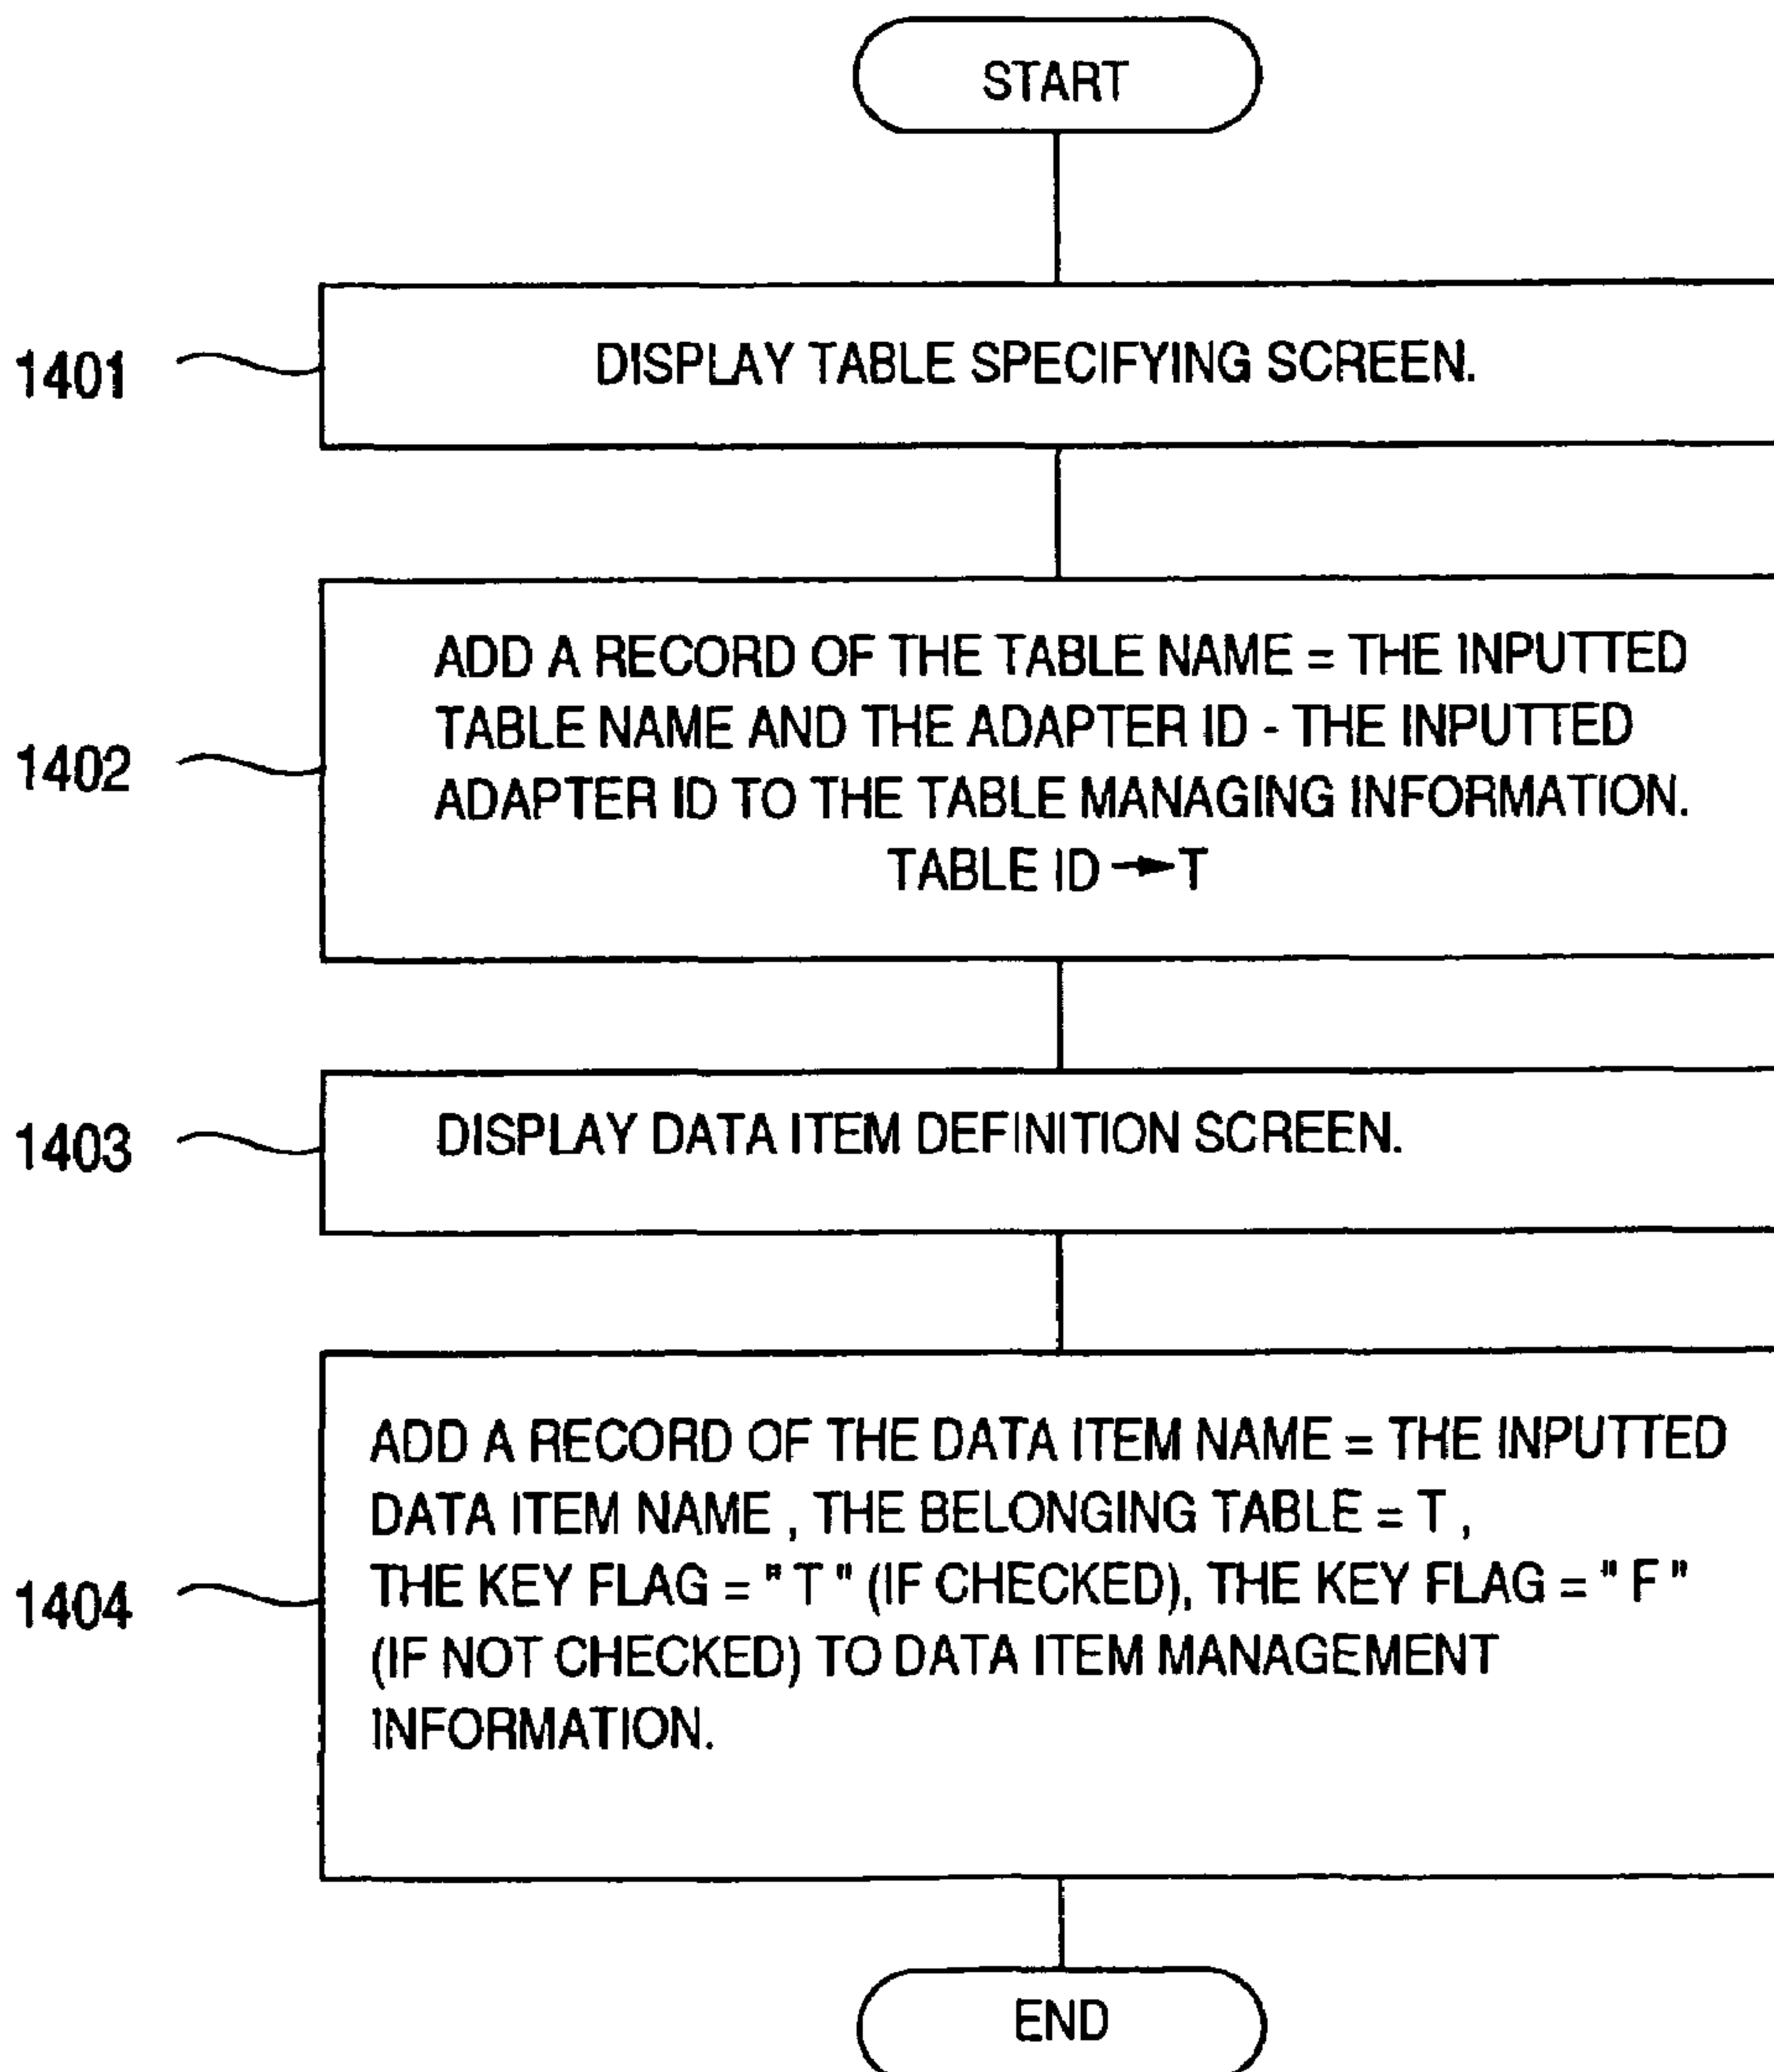 START
1401
DISPLAY TABLE SPECIFYING SCREEN.
1402
ADD A RECORD OF THE TABLE NAME = THE INPUTTED
TABLE NAME AND THE ADAPTER ID - THE INPUTTED
ADAPTER ID TO THE TABLE MANAGING INFORMATION.
TABLE ID → T
1403
DISPLAY DATA ITEM DEFINITION SCREEN.
1404
ADD A RECORD OF THE DATA ITEM NAME = THE INPUTTED
DATA ITEM NAME , THE BELONGING TABLE = T ,
THE KEY FLAG = " T " (IF CHECKED), THE KEY FLAG = " F "
(IF NOT CHECKED) TO DATA ITEM MANAGEMENT
INFORMATION.
END